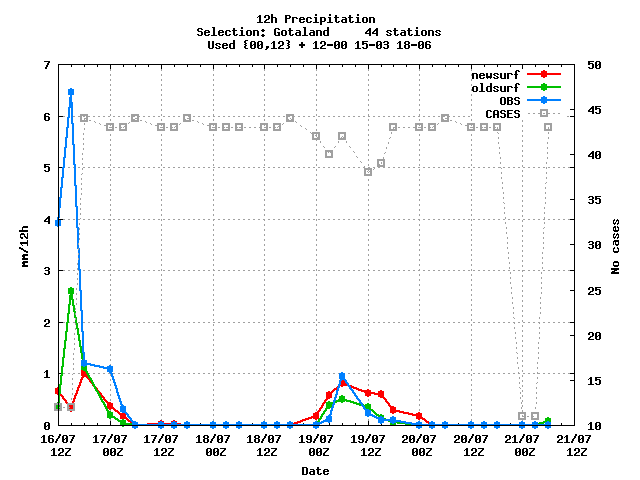 12h Precipitation
Selection: Gotaland 44 stations
Used {00,12} + 12-00 15-03 18-06
7 50
newsurf
oldsurf
OBS
CASES
6 45
5 40
35
4
30
3
25
2 20
1 15
0 10
mm/12h
No cases
16/07 17/07 17/07 18/07 18/07 19/07 19/07 20/07 20/07 21/07 21/07
12Z 00Z 12Z 00Z 12Z 00Z 12Z 00Z 12Z 00Z 12Z
Date